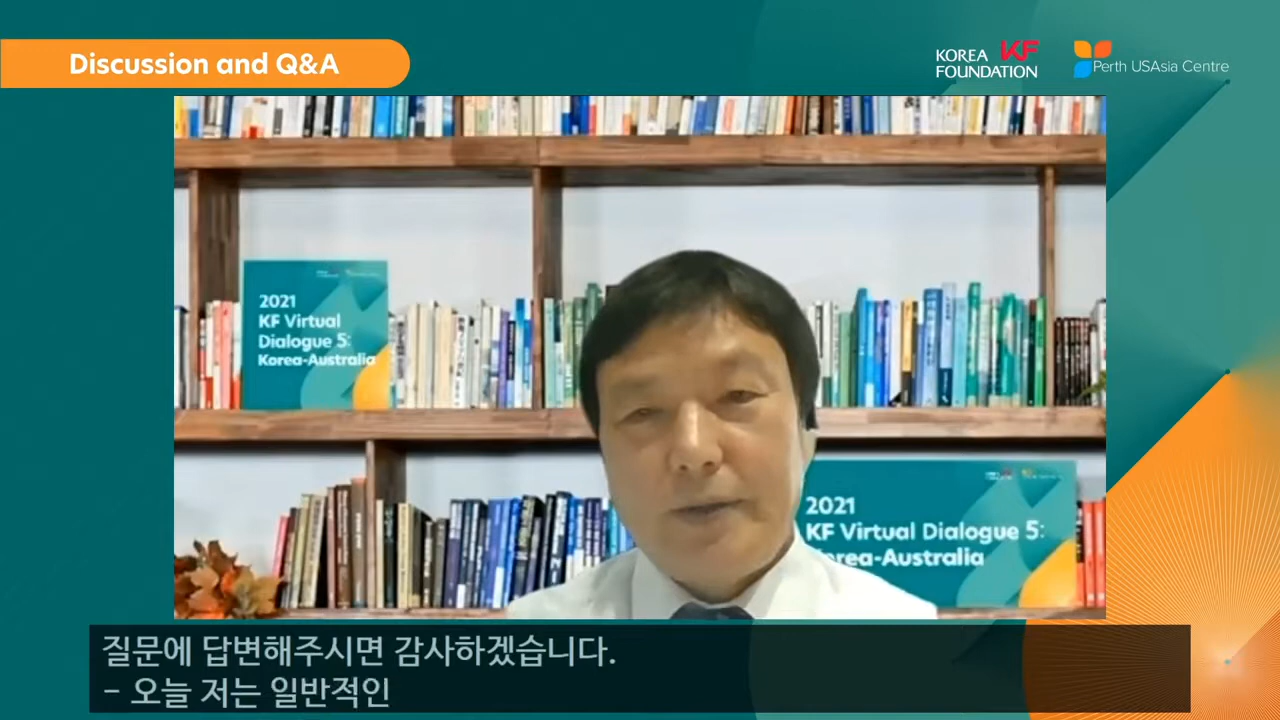 Discussion and Q&A
KOREA KF
FOUNDATION
Perth USAsia Centre
2021
KF Virtual
Dialogue 5:
Korea-Australia
2021
KF Virtual Dialogue 5:
orea-Australia
질문에 답변해주시면 감사하겠습니다.
- 오늘 저는 일반적인